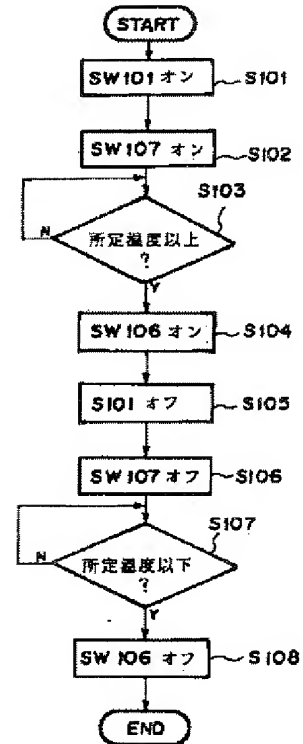 START
SW101 オン
S101
SW107 オン
S102
S103
所定温度以上
?
N
Y
SW106 オン
S104
S101 オフ
S105
SW107 オフ
S106
S107
所定温度以下
?
N
Y
SW106 オフ
S108
END